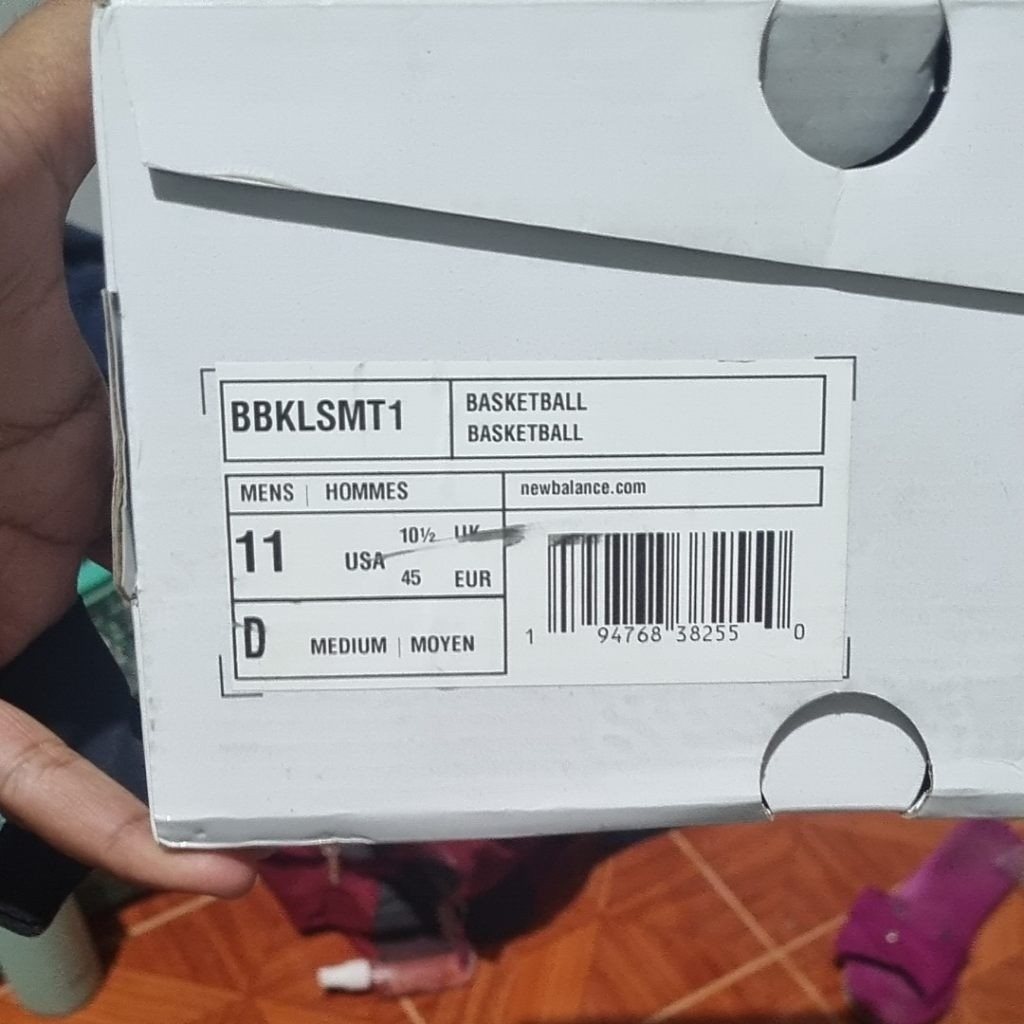 BBKLSMT1
BASKETBALL
BASKETBALL
MENS | HOMMES
newbalance.com
11 USA
10½ UK
45 EUR
D MEDIUM | MOYEN
1 94768 38255 0